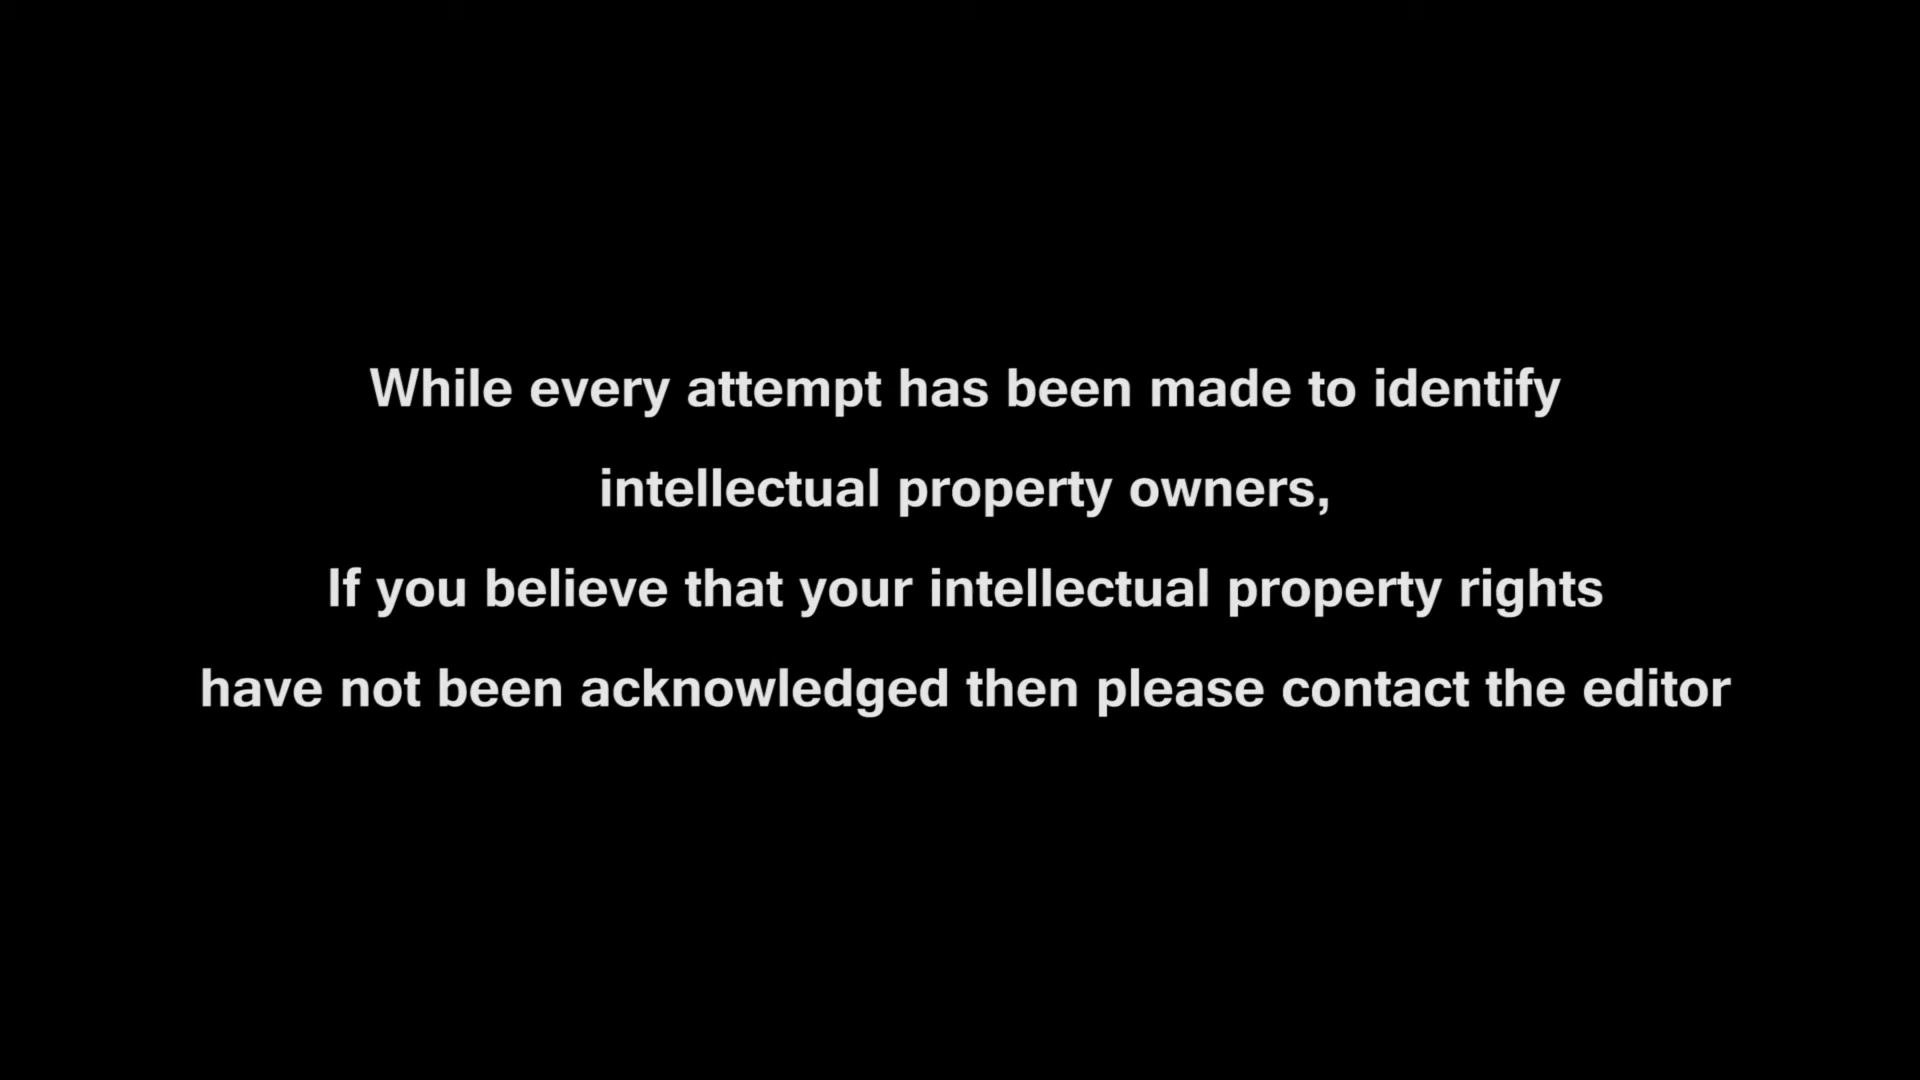 While every attempt has been made to identify
intellectual property owners,
If you believe that your intellectual property rights
have not been acknowledged then please contact the editor